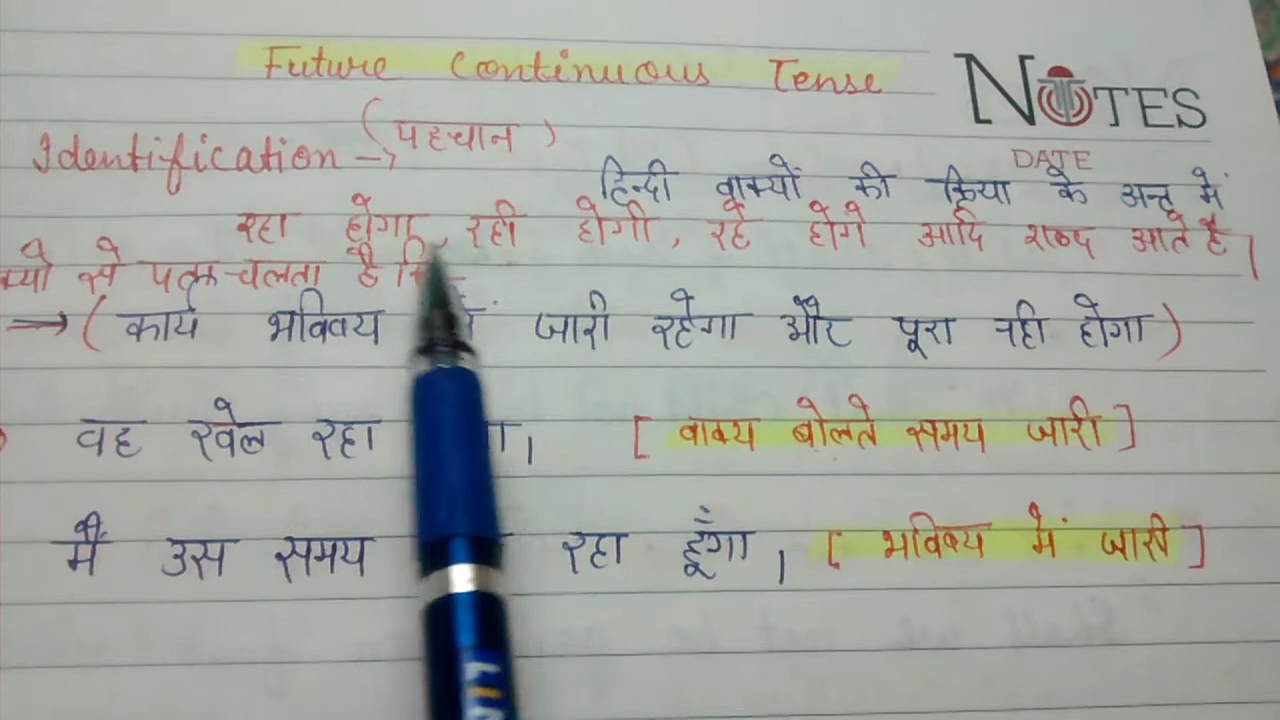 Future Continuous Tense
NOTES
Identification → (पहचान)
DATE
हिन्दी वाक्यों की क्रिया के अन्त में
रहा होगा, रही होगी, रहे होंगे आदि शब्द आते है।
से पता चलता है
→ (कार्य भविष्य जारी रहेगा और पूरा नही होगा)
वह खेल रहा । [वाक्य बोलते समय जारी]
मैं उस समय रहा हूँगा । [भविष्य में जारी]